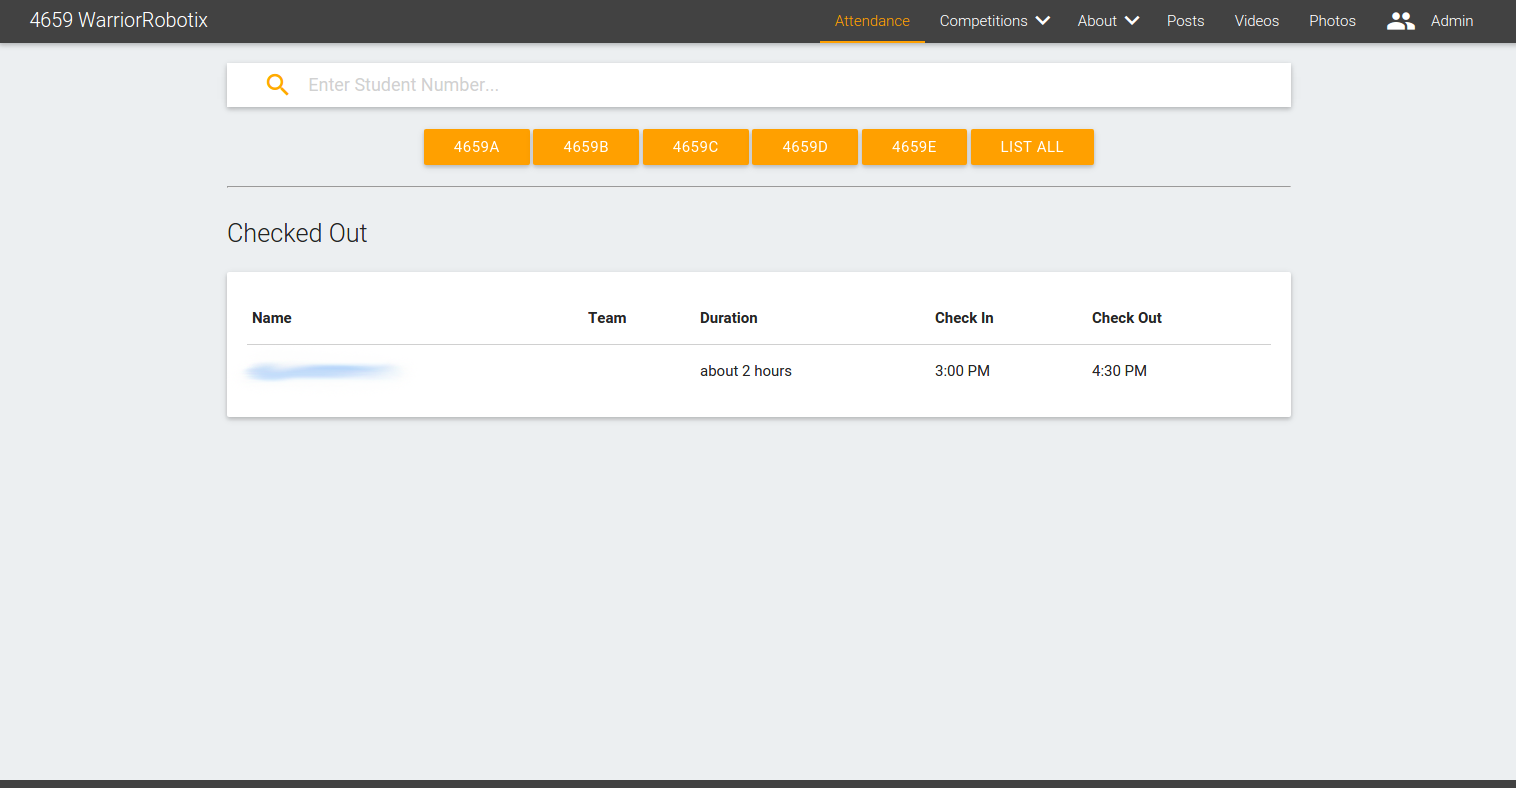 4659 WarriorRobotix Attendance Competitions About Posts Videos Photos Admin
Enter Student Number...
4659A 4659B 4659C 4659D 4659E LIST ALL
Checked Out
Name Team Duration Check In Check Out
about 2 hours 3:00 PM 4:30 PM